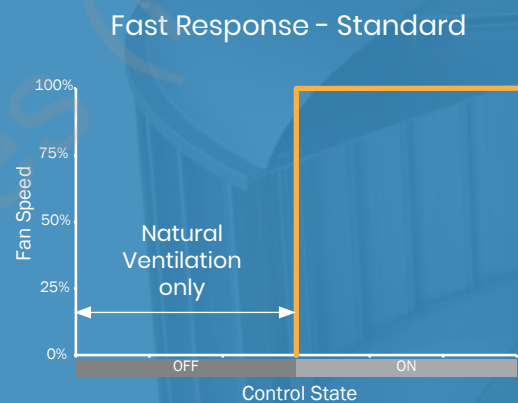 Fast Response - Standard
100%
75%
50%
25%
0%
Fan Speed
Natural
Ventilation
only
OFF
ON
Control State